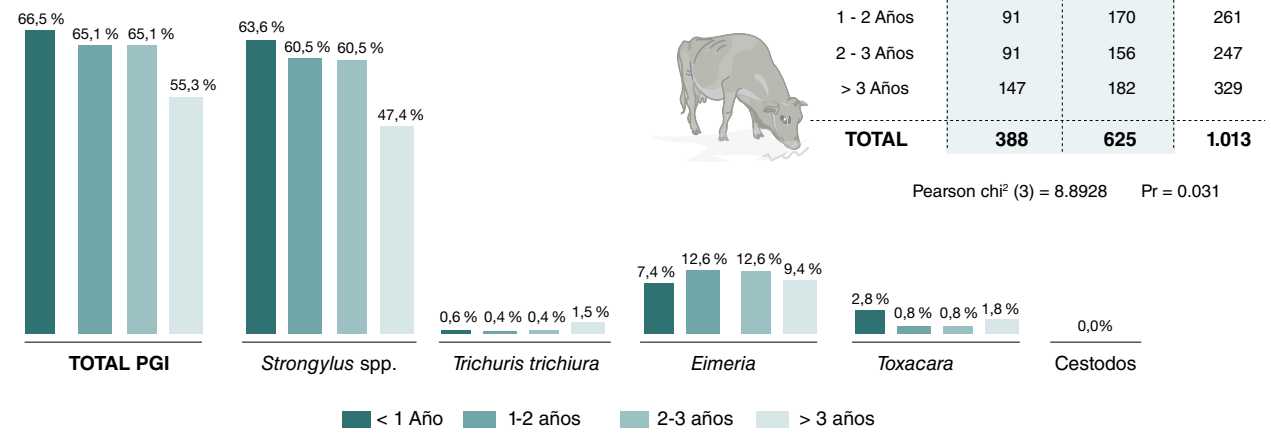 66,5 %
65,1 %
65,1 %
55,3 %
63,6 %
60,5 %
60,5 %
47,4 %
0,6 %
0,4 %
0,4 %
1,5 %
7,4 %
12,6 %
12,6 %
9,4 %
2,8 %
0,8 %
0,8 %
1,8 %
0,0%
TOTAL PGI
Strongylus spp.
Trichuris trichiura
Eimeria
Toxacara
Cestodos
< 1 Año 1-2 años 2-3 años > 3 años
1 - 2 Años 91 170 261
2 - 3 Años 91 156 247
> 3 Años 147 182 329
TOTAL 388 625 1.013
Pearson chi² (3) = 8.8928 Pr = 0.031